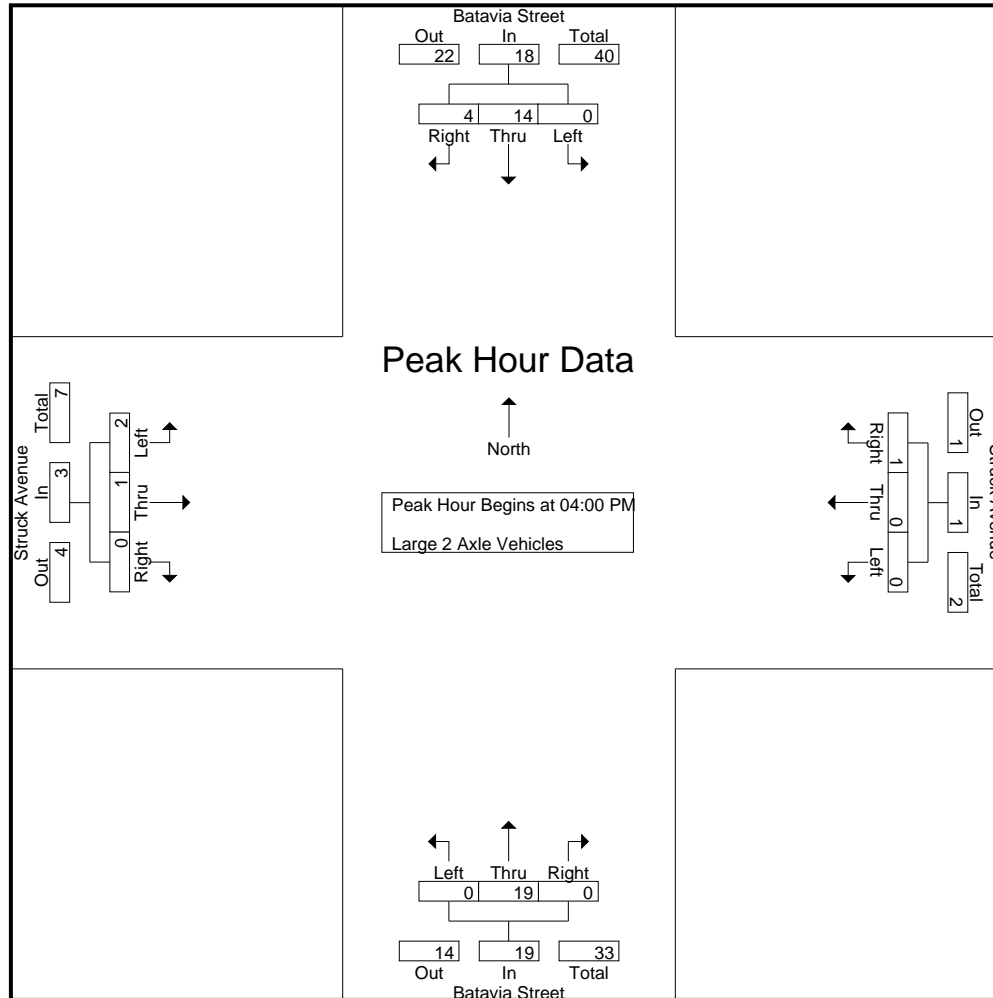 Batavia Street
Out In Total
22 18 40
4 14 0
Right Thru Left
Peak Hour Data
North
Peak Hour Begins at 04:00 PM
Large 2 Axle Vehicles
Struck Avenue
Total In Out
7 3 4
2 1 0
Left Thru Right
Right Thru Left
1 0 0
Out In Total
1 1 2
Left Thru Right
0 19 0
14 19 33
Out In Total
Batavia Street